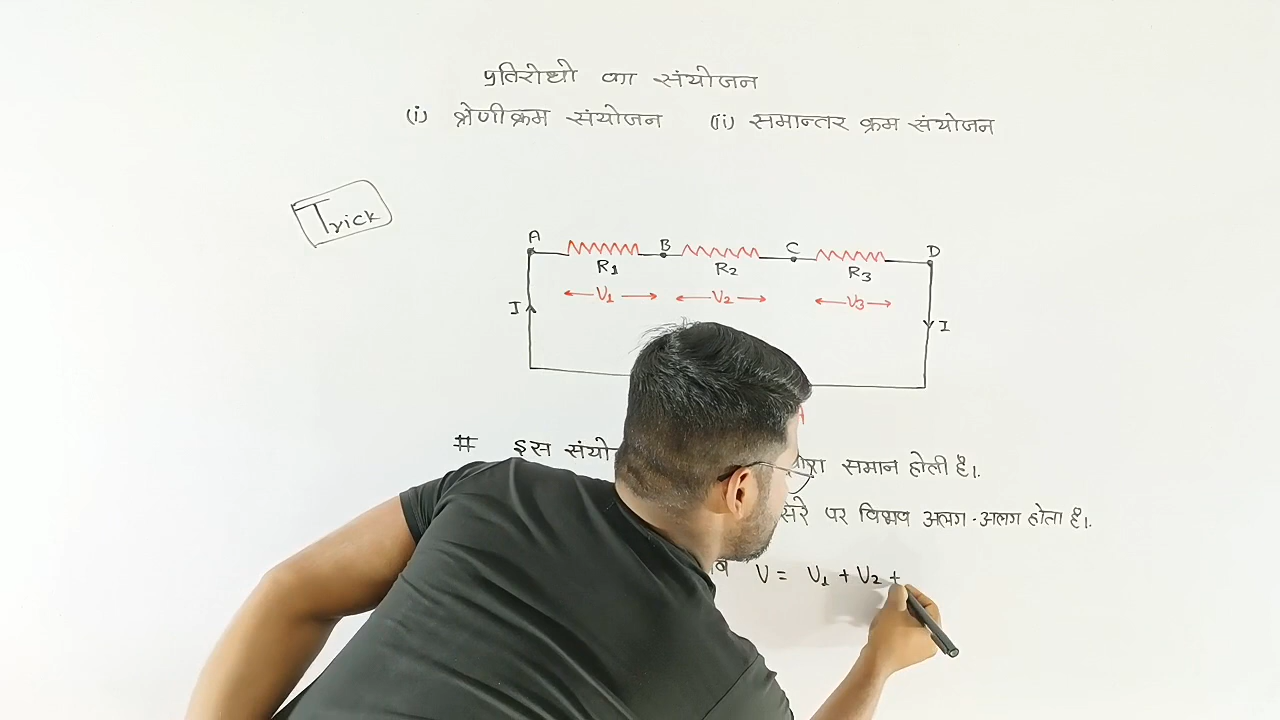 प्रतिरोधो का संयोजन
(i) श्रेणीक्रम संयोजन (ii) समान्तर क्रम संयोजन
Trick
A B C D
R1 R2 R3
V1 V2 V3
I I
# इस संयो समान होती है।
पर विभव अलग-अलग होता है।
V = V1 + V2 +